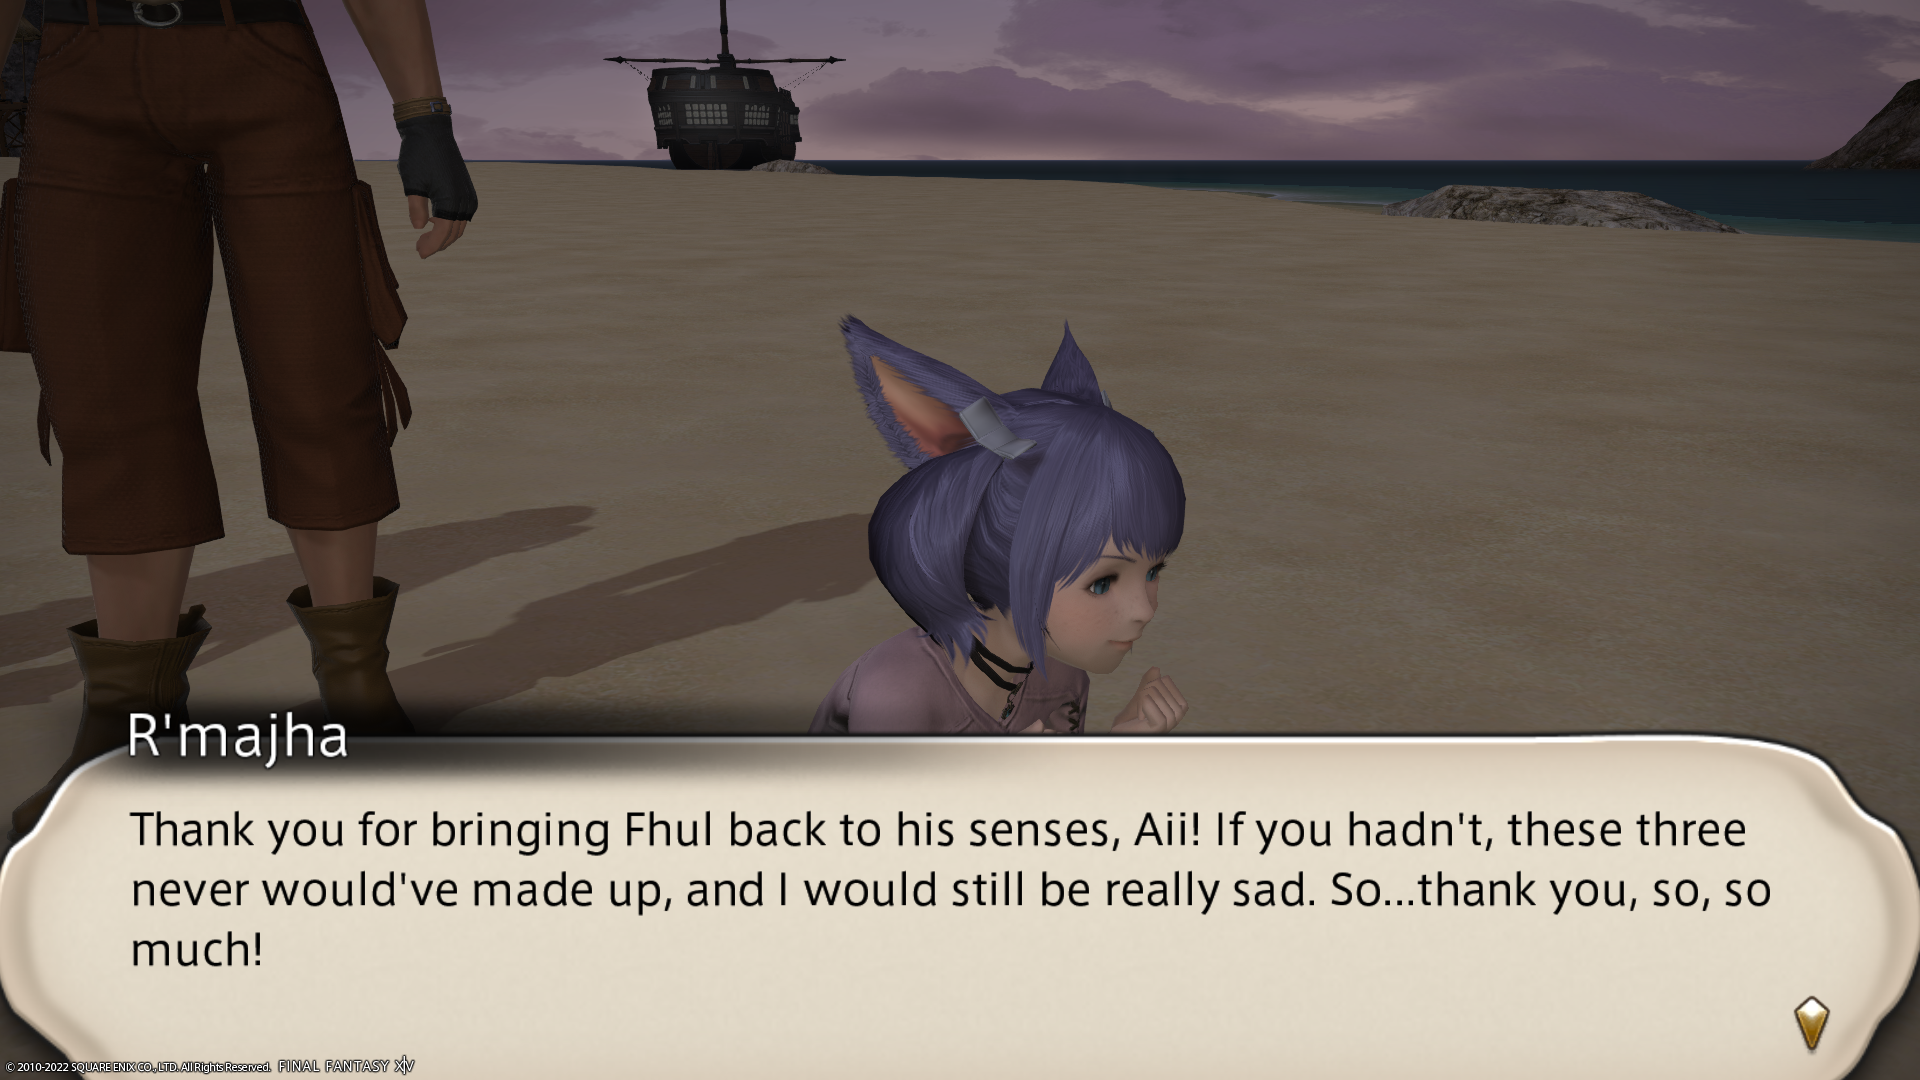 R'majha
Thank you for bringing Fhul back to his senses, Aii! If you hadn't, these three
never would've made up, and I would still be really sad. So...thank you, so, so
much!
© 2010-2022 SQUARE ENIX CO., LTD. All Rights Reserved. FINAL FANTASY XIV